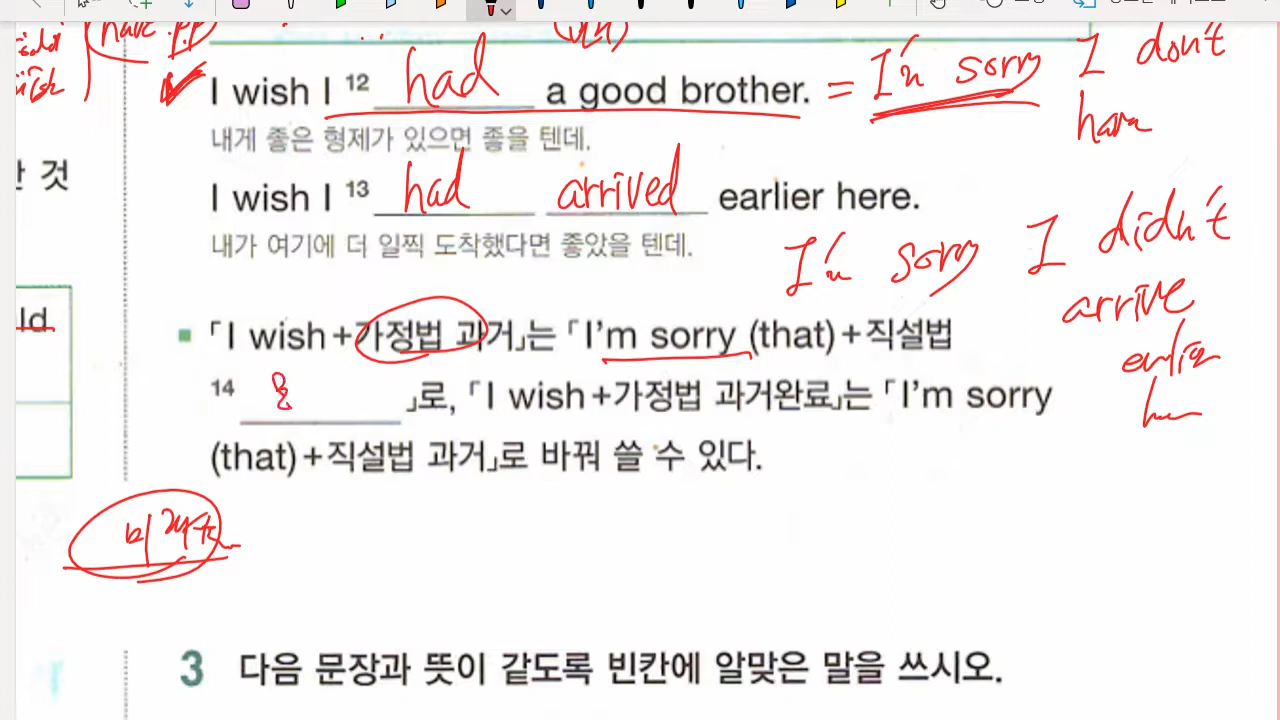 have p.p
I wish I 12 had a good brother. = I'm sorry I don't
have
내게 좋은 형제가 있으면 좋을 텐데.
한 것
I wish I 13 had arrived earlier here.
내가 여기에 더 일찍 도착했다면 좋았을 텐데.
I'm sorry I didn't
arrive
earlier
here
ld.
「I wish+가정법 과거」는 「I'm sorry (that)+직설법
14 」로, 「I wish+가정법 과거완료」는 「I'm sorry
(that)+직설법 과거」로 바꿔 쓸 수 있다.
3 다음 문장과 뜻이 같도록 빈칸에 알맞은 말을 쓰시오.